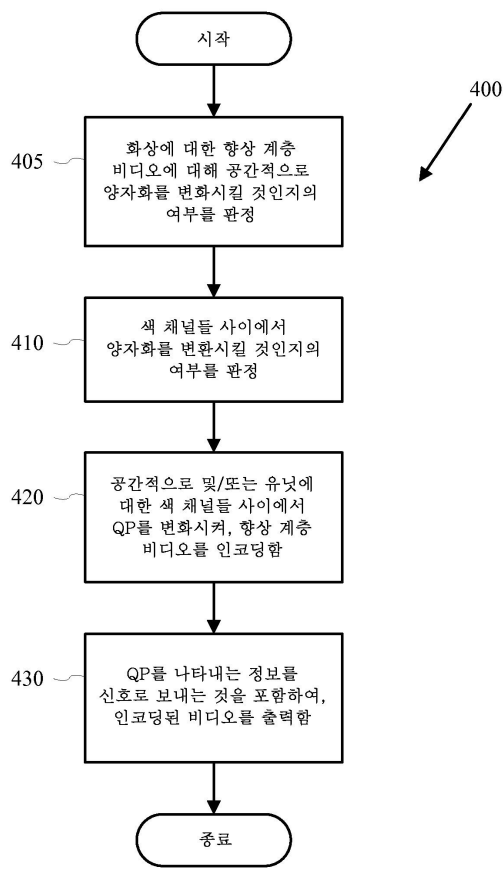 시작
400
405
화상에 대한 향상 계층
비디오에 대해 공간적으로
양자화를 변화시킬 것인지의
여부를 판정
410
색 채널들 사이에서
양자화를 변환시킬 것인지의
여부를 판정
420
공간적으로 및/또는 유닛에
대한 색 채널들 사이에서
QP를 변화시켜, 향상 계층
비디오를 인코딩함
430
QP를 나타내는 정보를
신호로 보내는 것을 포함하여,
인코딩된 비디오를 출력함
종료